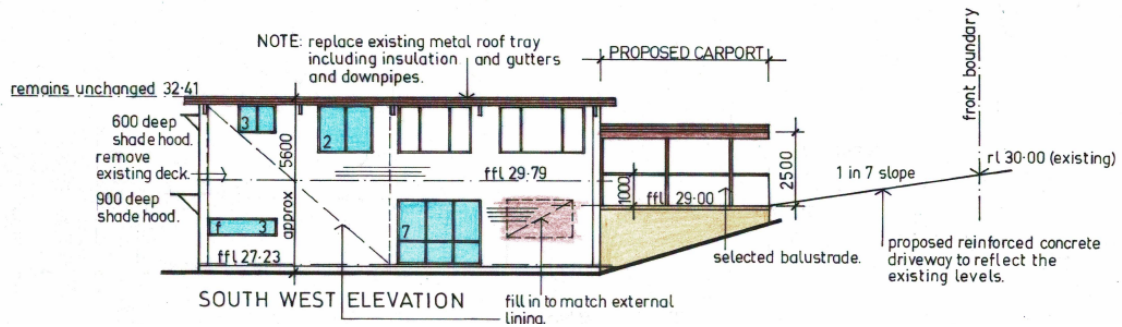 NOTE: replace existing metal roof tray
including insulation and gutters
and downpipes.
PROPOSED CARPORT
front boundary
remains unchanged 32·41
600 deep
shade hood.
remove
existing deck.
900 deep
shade hood.
3
2
5600
approx
ffl 29·79
1000
ffl 29·00
2500
1 in 7 slope
rl 30·00 (existing)
f 3
7
ffl 27·23
selected balustrade.
proposed reinforced concrete
driveway to reflect the
existing levels.
SOUTH WEST ELEVATION
fill in to match external
lining.